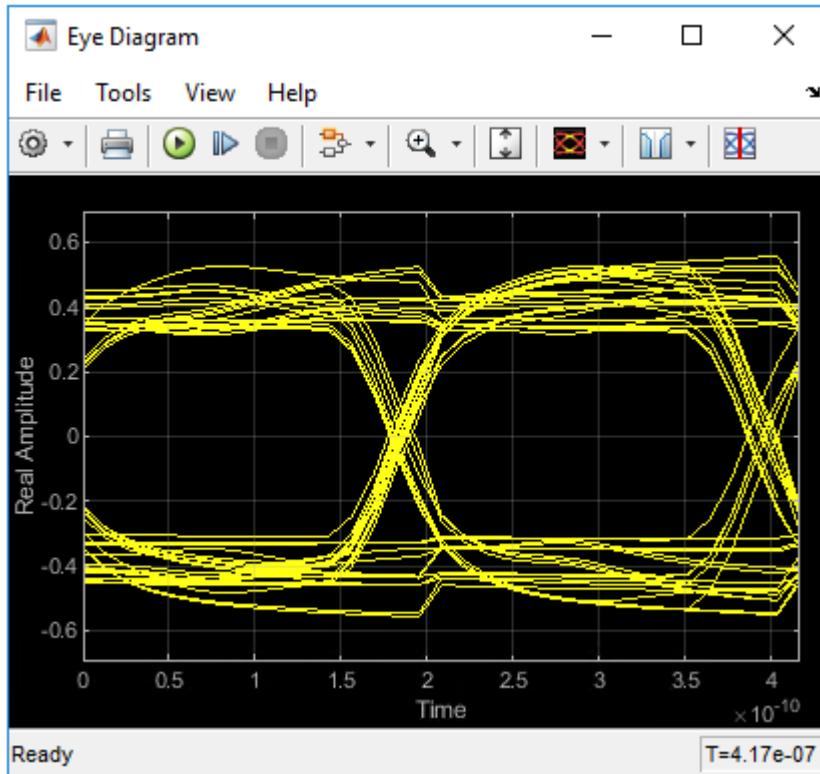 Eye Diagram
File Tools View Help
0.6
0.4
0.2
0
-0.2
-0.4
-0.6
Real Amplitude
0 0.5 1 1.5 2 2.5 3 3.5 4
Time
×10-10
Ready T=4.17e-07